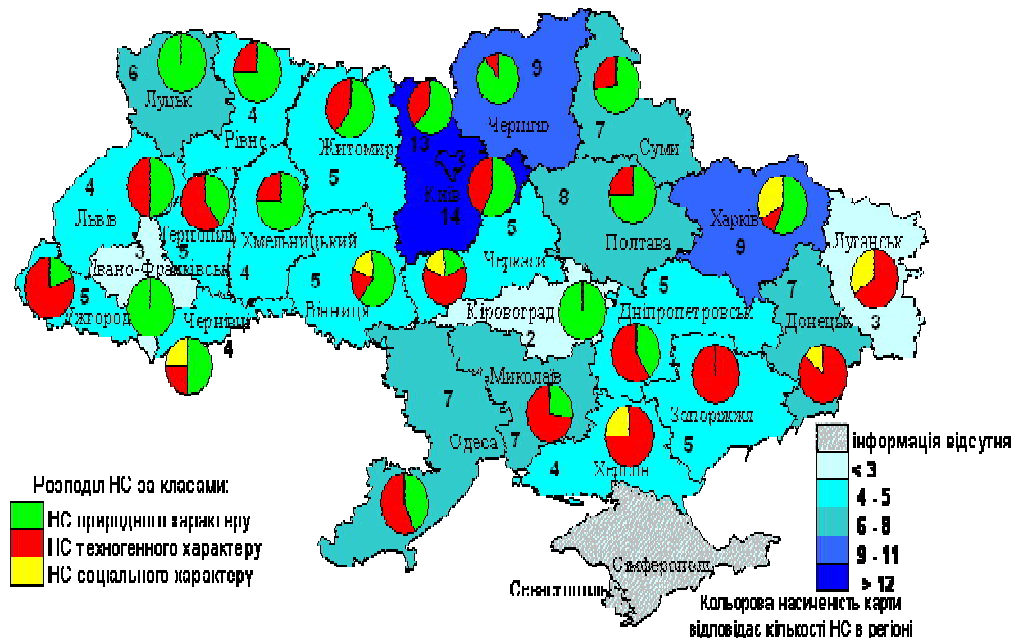 6
Луцьк
4
Рівне
Житомир
5
13
Київ
14
9
Чернігів
7
Суми
4
Львів
Тернопіль
5
Хмельницький
4
3
Івано-Франківськ
5
Ужгород
Чернівці
4
5
Вінниця
5
Черкаси
8
Полтава
Харків
9
Луганськ
3
7
Донецьк
Кіровоград
2
5
Дніпропетровськ
Миколаїв
7
7
Одеса
4
Херсон
Запоріжжя
5
Сімферополь
Севастополь
Розподіл НС за класами:
НС природного характеру
НС техногенного характеру
НС соціального характеру
інформація відсутня
< 3
4 - 5
6 - 8
9 - 11
> 12
Кольорова насиченість карти
відповідає кількості НС в регіоні